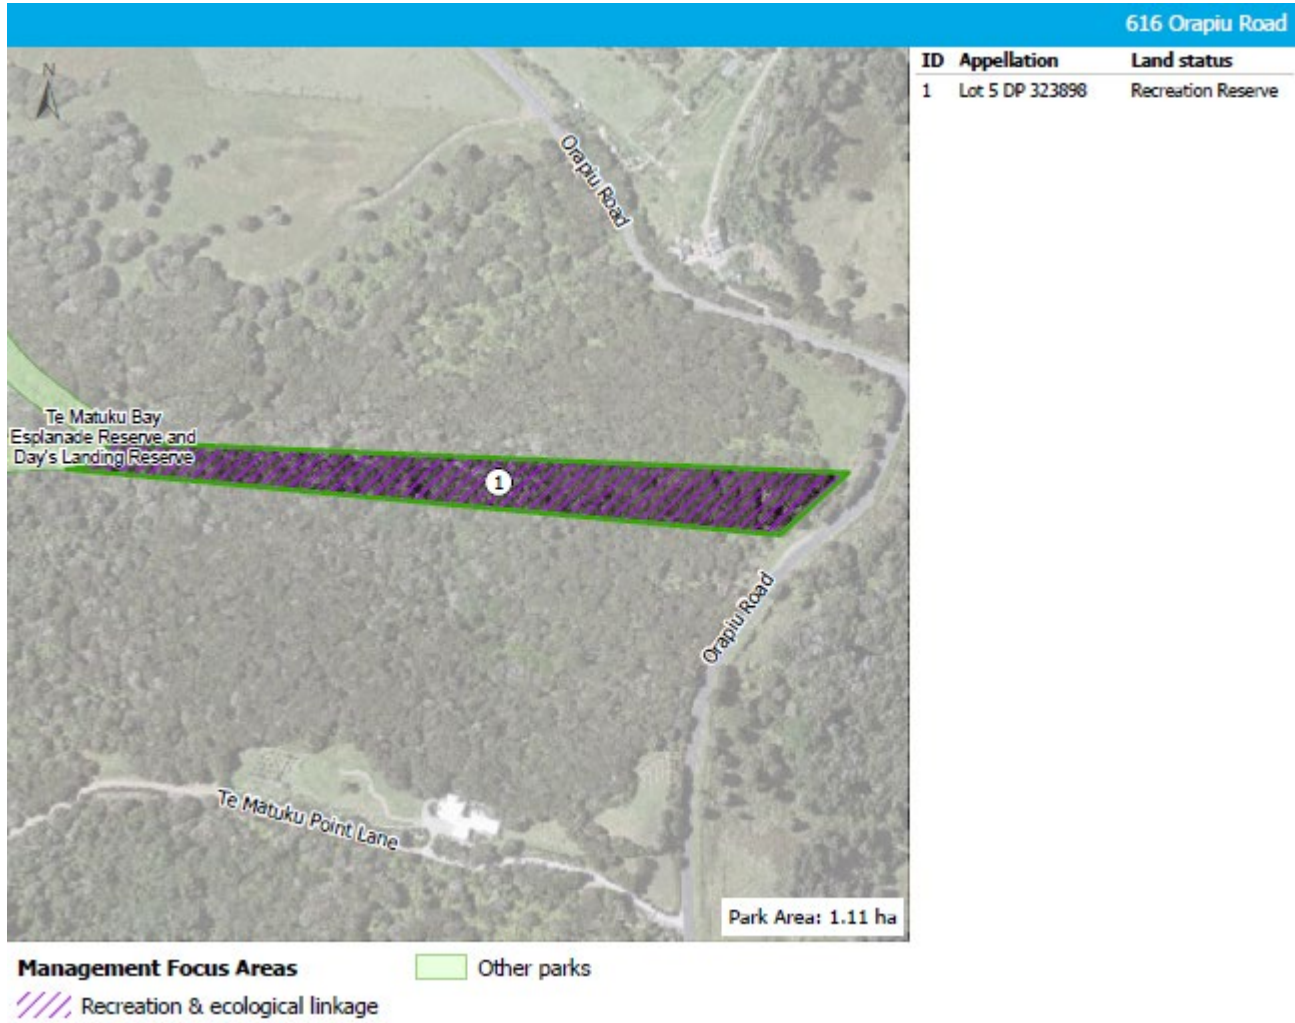 616 Orapiu Road
ID Appellation Land status
1 Lot 5 DP 323898 Recreation Reserve
N
Orapiu Road
Te Matuku Bay
Esplanade Reserve and
Day's Landing Reserve
1
Orapiu Road
Te Matuku Point Lane
Park Area: 1.11 ha
Management Focus Areas
Other parks
Recreation & ecological linkage